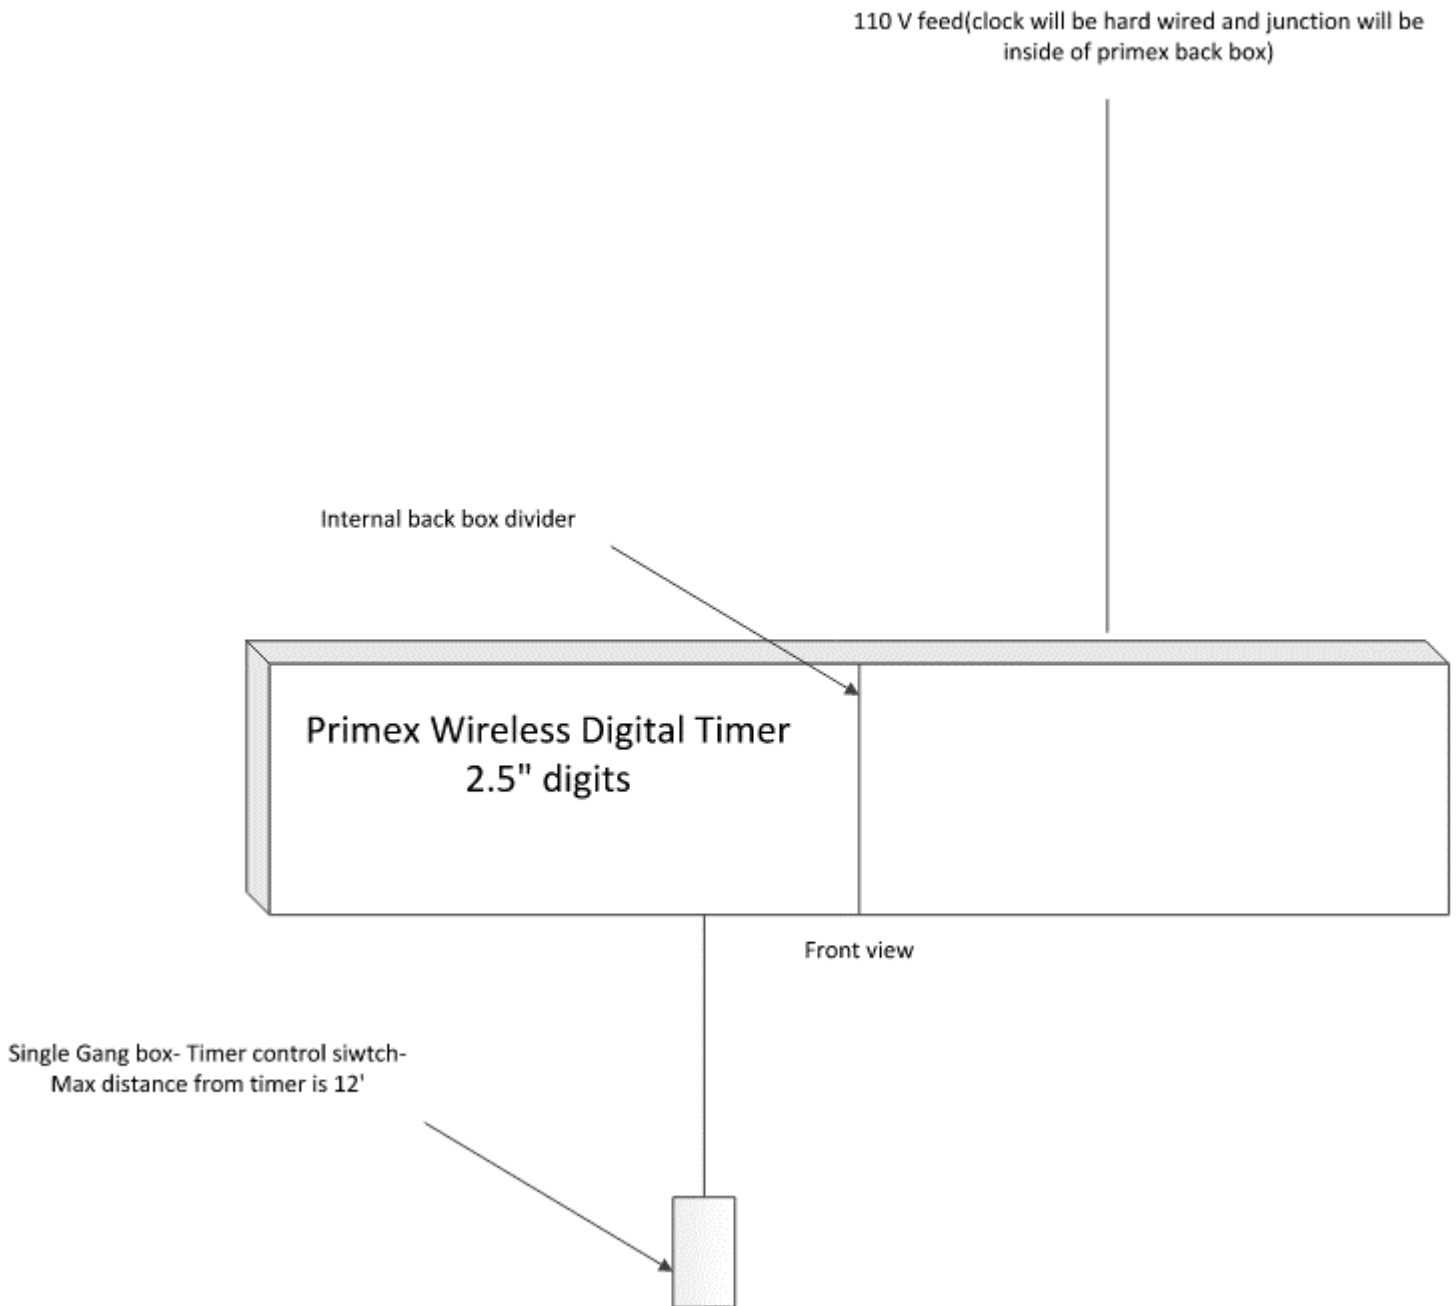 110 V feed(clock will be hard wired and junction will be
inside of primex back box)
Internal back box divider
Primex Wireless Digital Timer
2.5" digits
Front view
Single Gang box- Timer control siwtch-
Max distance from timer is 12'